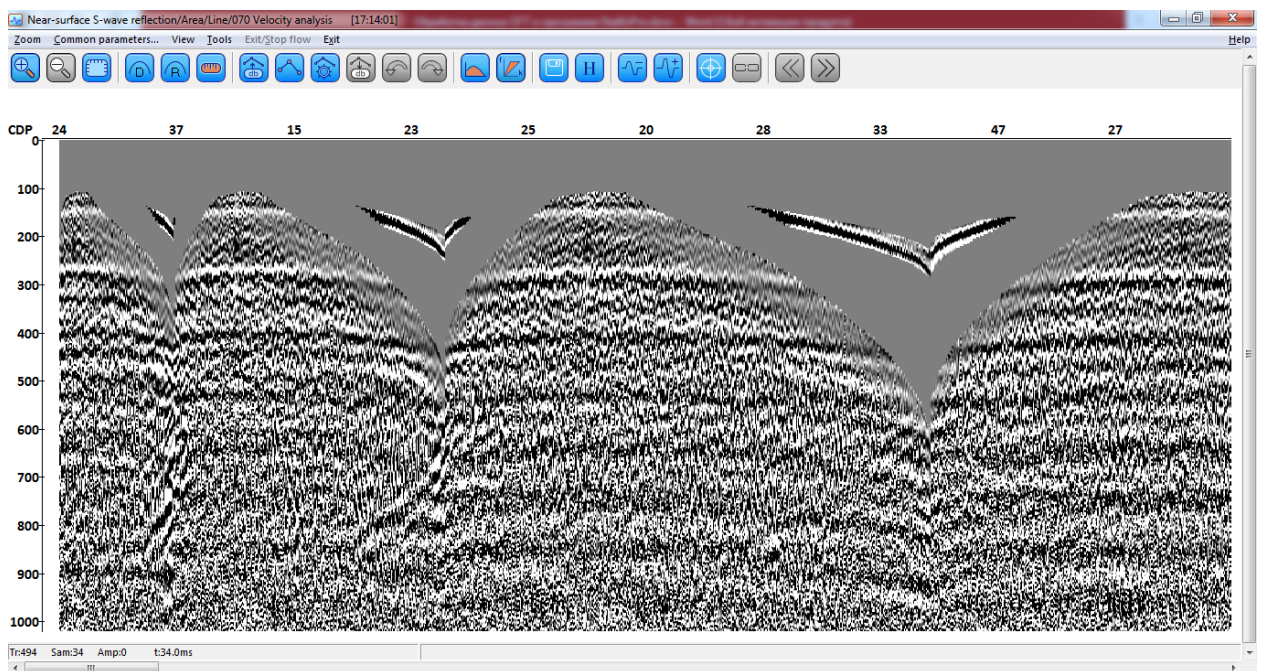 Near-surface S-wave reflection/Area/Line/070 Velocity analysis [17:14:01]
Zoom Common parameters... View Tools Exit/Stop flow Exit Help
D R db db H
CDP 24 37 15 23 25 20 28 33 47 27
0
100
200
300
400
500
600
700
800
900
1000
Tr:494 Sam:34 Amp:0 t:34.0ms